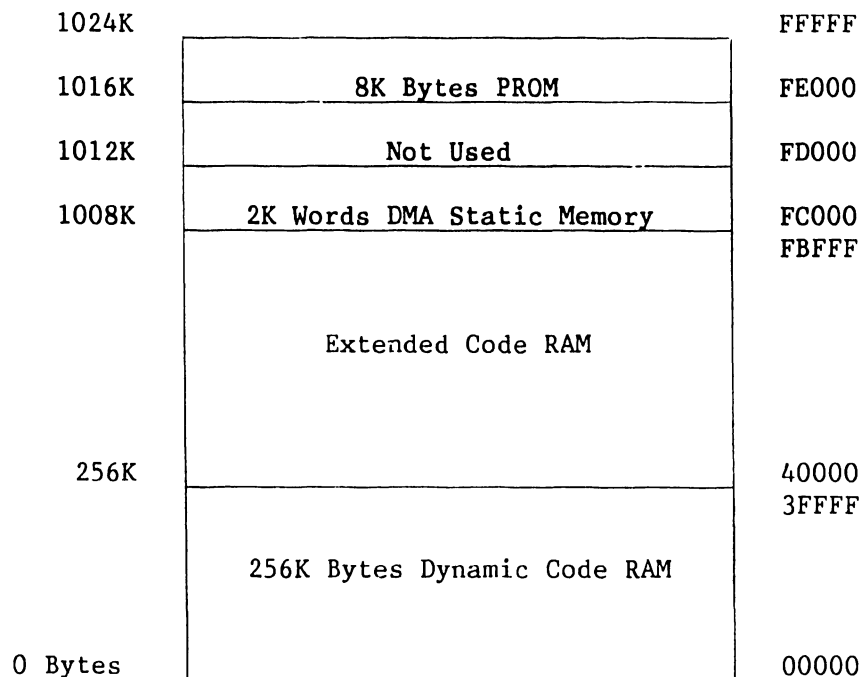 1024K FFFFF
1016K 8K Bytes PROM FE000
1012K Not Used FD000
1008K 2K Words DMA Static Memory FC000
FBFFF
Extended Code RAM
256K 40000
3FFFF
256K Bytes Dynamic Code RAM
0 Bytes 00000